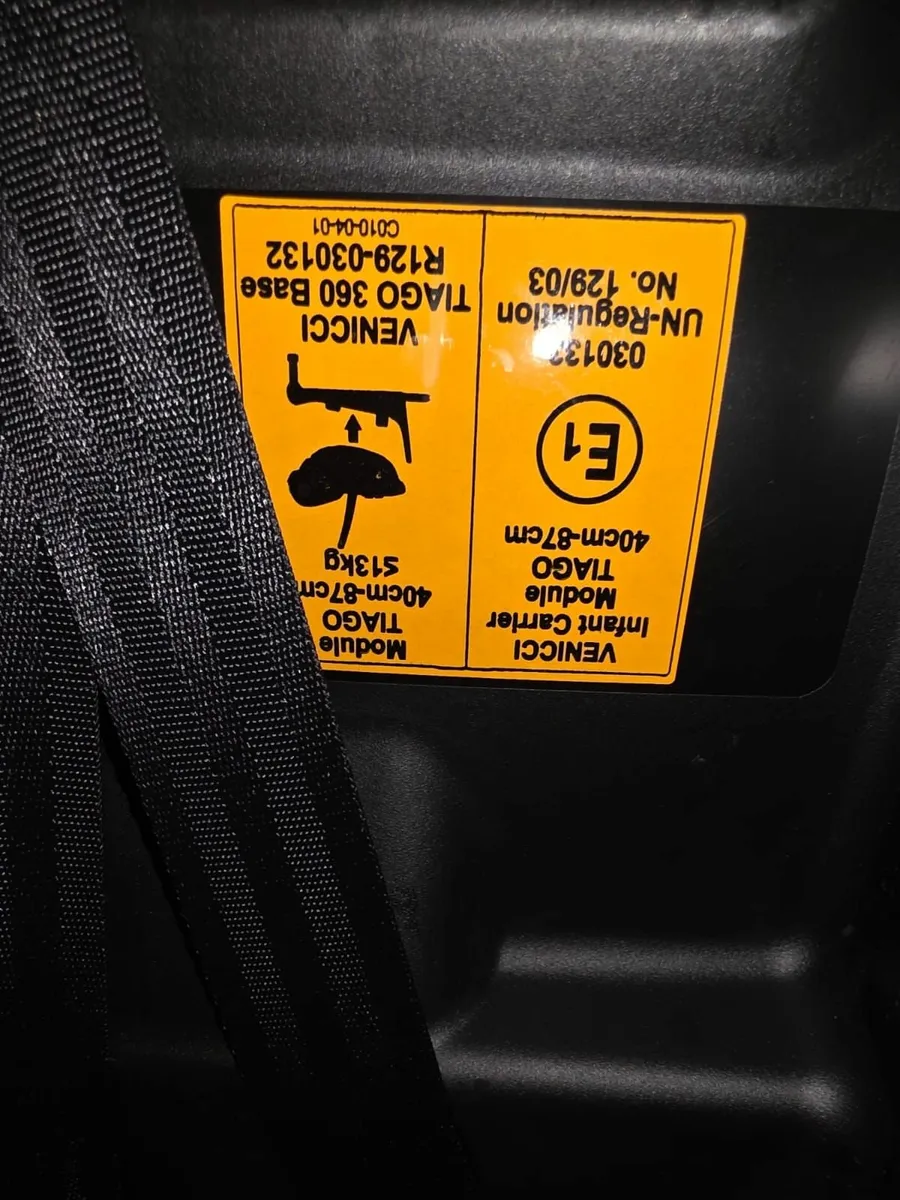 VENICCI
Infant Carrier
Module
TIAGO
40cm-87cm
E1
030132
UN-Regulation
No. 129/03
Module
TIAGO
40cm-87cm
≤13kg
VENICCI
TIAGO 360 Base
R129-030132
C010-04-01